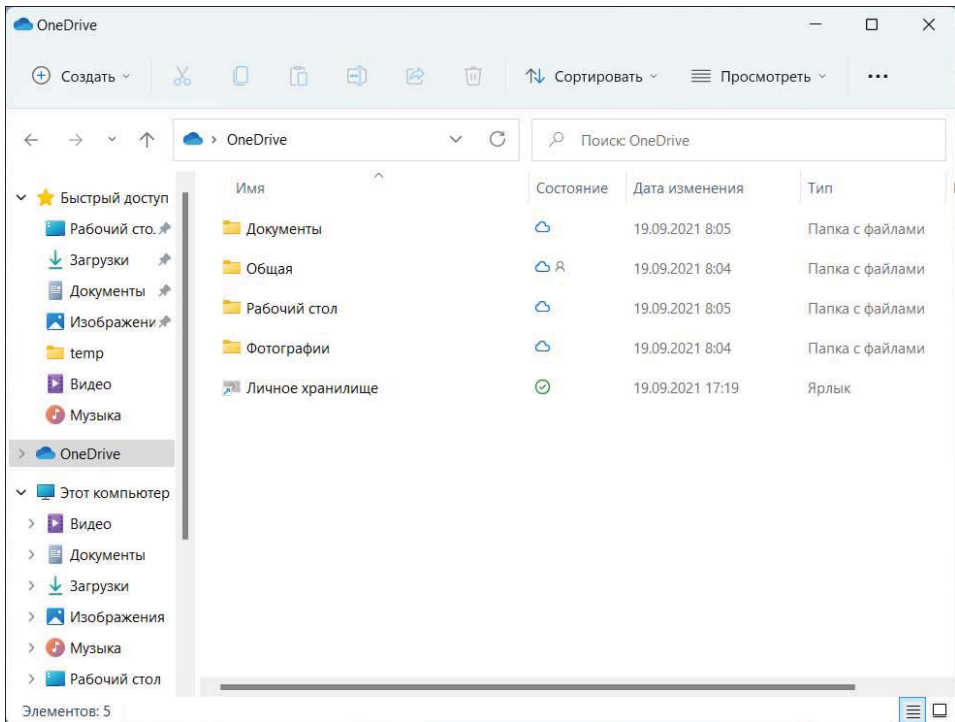 OneDrive
Создать Сортировать Просмотреть
OneDrive Поиск: OneDrive
Имя Состояние Дата изменения Тип
Быстрый доступ
Рабочий сто.
Загрузки
Документы
Изображени
temp
Видео
Музыка
OneDrive
Этот компьютер
Видео
Документы
Загрузки
Изображения
Музыка
Рабочий стол
Документы 19.09.2021 8:05 Папка с файлами
Общая 19.09.2021 8:04 Папка с файлами
Рабочий стол 19.09.2021 8:05 Папка с файлами
Фотографии 19.09.2021 8:04 Папка с файлами
Личное хранилище 19.09.2021 17:19 Ярлык
Элементов: 5